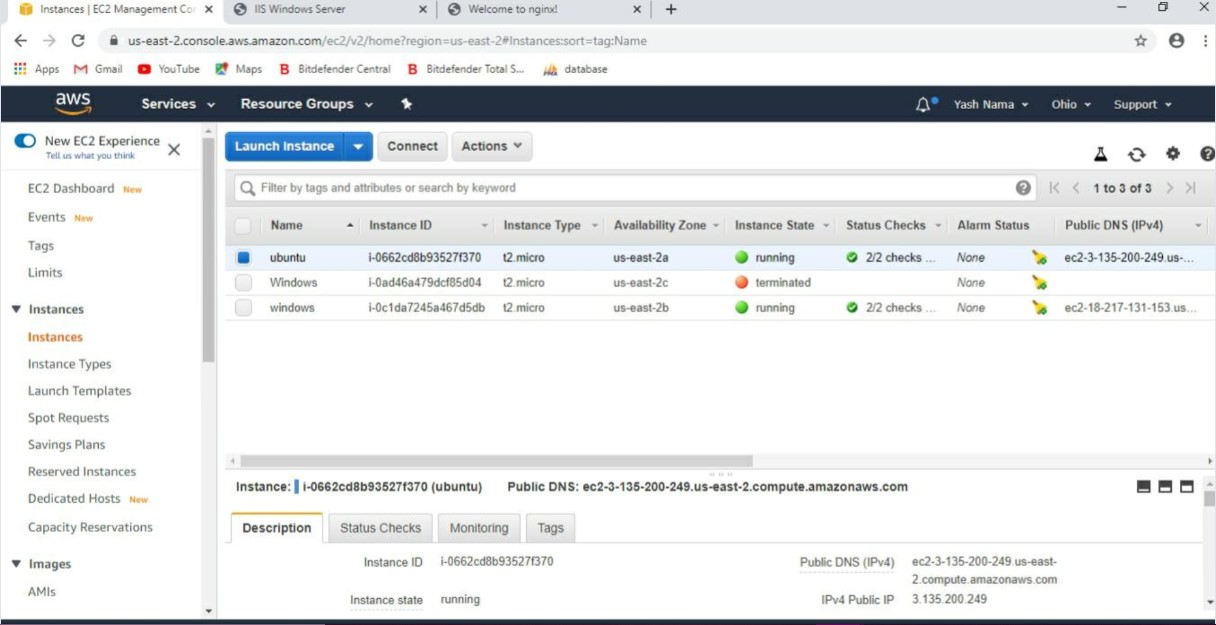 Instances | EC2 Management Co
IIS Windows Server
Welcome to nginx!
us-east-2.console.aws.amazon.com/ec2/v2/home?region=us-east-2#Instances:sort=tag:Name
Apps Gmail YouTube Maps Bitdefender Central Bitdefender Total S... database
aws Services Resource Groups Yash Nama Ohio Support
New EC2 Experience
Tell us what you think
EC2 Dashboard New
Events New
Tags
Limits
Instances
Instances
Instance Types
Launch Templates
Spot Requests
Savings Plans
Reserved Instances
Dedicated Hosts New
Capacity Reservations
Images
AMIs
Launch Instance Connect Actions
Filter by tags and attributes or search by keyword
1 to 3 of 3
Name Instance ID Instance Type Availability Zone Instance State Status Checks Alarm Status Public DNS (IPv4)
ubuntu i-0662cd8b93527f370 t2.micro us-east-2a running 2/2 checks ... None ec2-3-135-200-249.us-...
Windows i-0ad46a479dcf85d04 t2.micro us-east-2c terminated None
windows i-0c1da7245a467d5db t2.micro us-east-2b running 2/2 checks ... None ec2-18-217-131-153.us...
Instance: i-0662cd8b93527f370 (ubuntu) Public DNS: ec2-3-135-200-249.us-east-2.compute.amazonaws.com
Description Status Checks Monitoring Tags
Instance ID i-0662cd8b93527f370 Public DNS (IPv4) ec2-3-135-200-249.us-east-
2.compute.amazonaws.com
Instance state running IPv4 Public IP 3.135.200.249